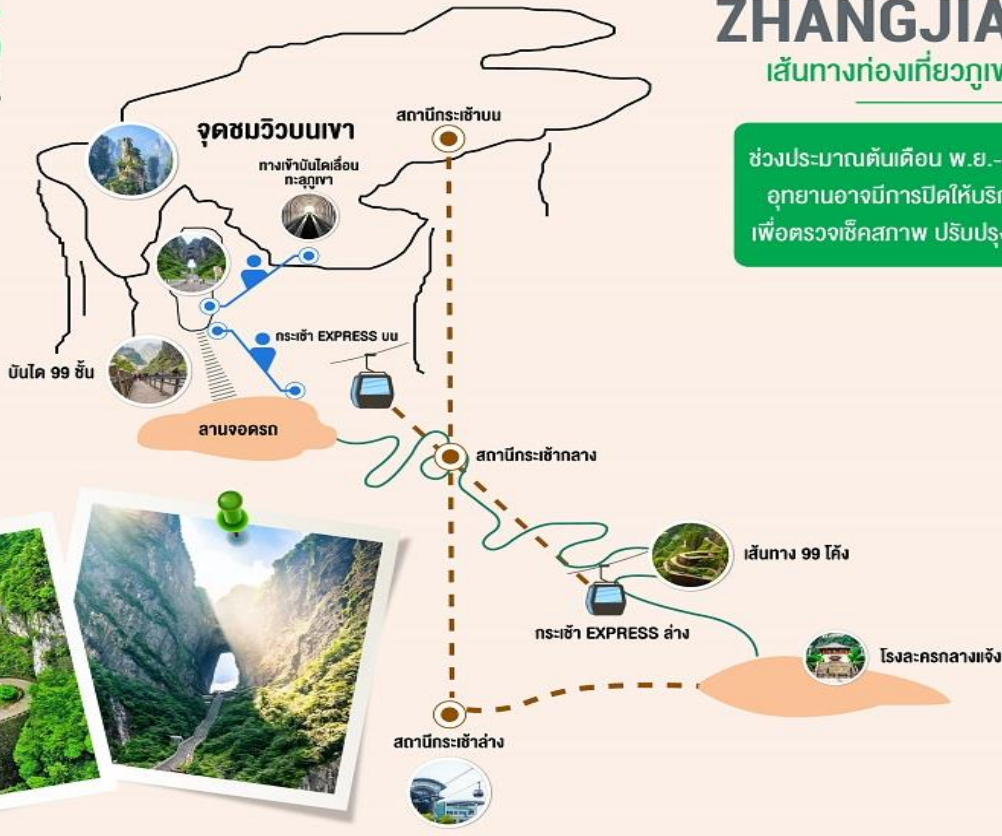 ZHANGJIA
เส้นทางท่องเที่ยวภูเข
ช่วงประมาณต้นเดือน พ.ย.-
อุทยานอาจมีการปิดให้บริก
เพื่อตรวจเช็คสภาพ ปรับปรุง
สถานีกระเช้าบน
จุดชมวิวบนเขา
ทางเข้าบันไดเลื่อน
ทะลุภูเขา
กระเช้า EXPRESS บน
บันได 99 ชั้น
ลานจอดรถ
สถานีกระเช้ากลาง
เส้นทาง 99 โค้ง
กระเช้า EXPRESS ล่าง
โรงละครกลางแจ้ง
สถานีกระเช้าล่าง